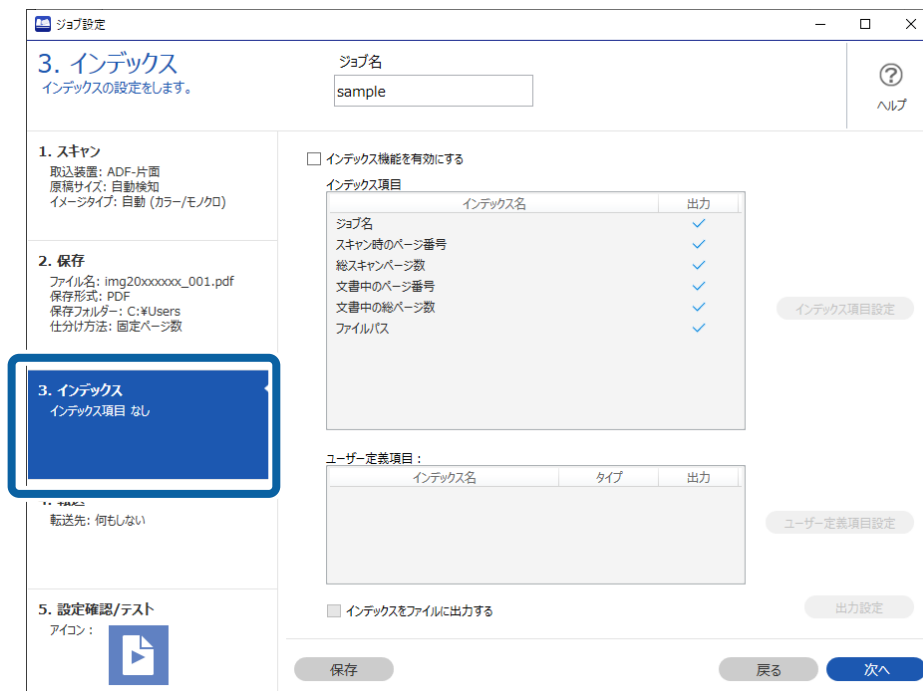 ジョブ設定
3. インデックス
インデックスの設定をします。
ジョブ名
sample
ヘルプ
1. スキャン
取込装置: ADF-片面
原稿サイズ: 自動検知
イメージタイプ: 自動 (カラー/モノクロ)
2. 保存
ファイル名: img20xxxxxx_001.pdf
保存形式: PDF
保存フォルダー: C:¥Users
仕分け方法: 固定ページ数
3. インデックス
インデックス項目 なし
4. 転送
転送先: 何もしない
5. 設定確認/テスト
アイコン :
インデックス機能を有効にする
インデックス項目
インデックス名 出力
ジョブ名
スキャン時のページ番号
総スキャンページ数
文書中のページ番号
文書中の総ページ数
ファイルパス
インデックス項目設定
ユーザー定義項目 :
インデックス名 タイプ 出力
ユーザー定義項目設定
インデックスをファイルに出力する
出力設定
保存
戻る
次へ